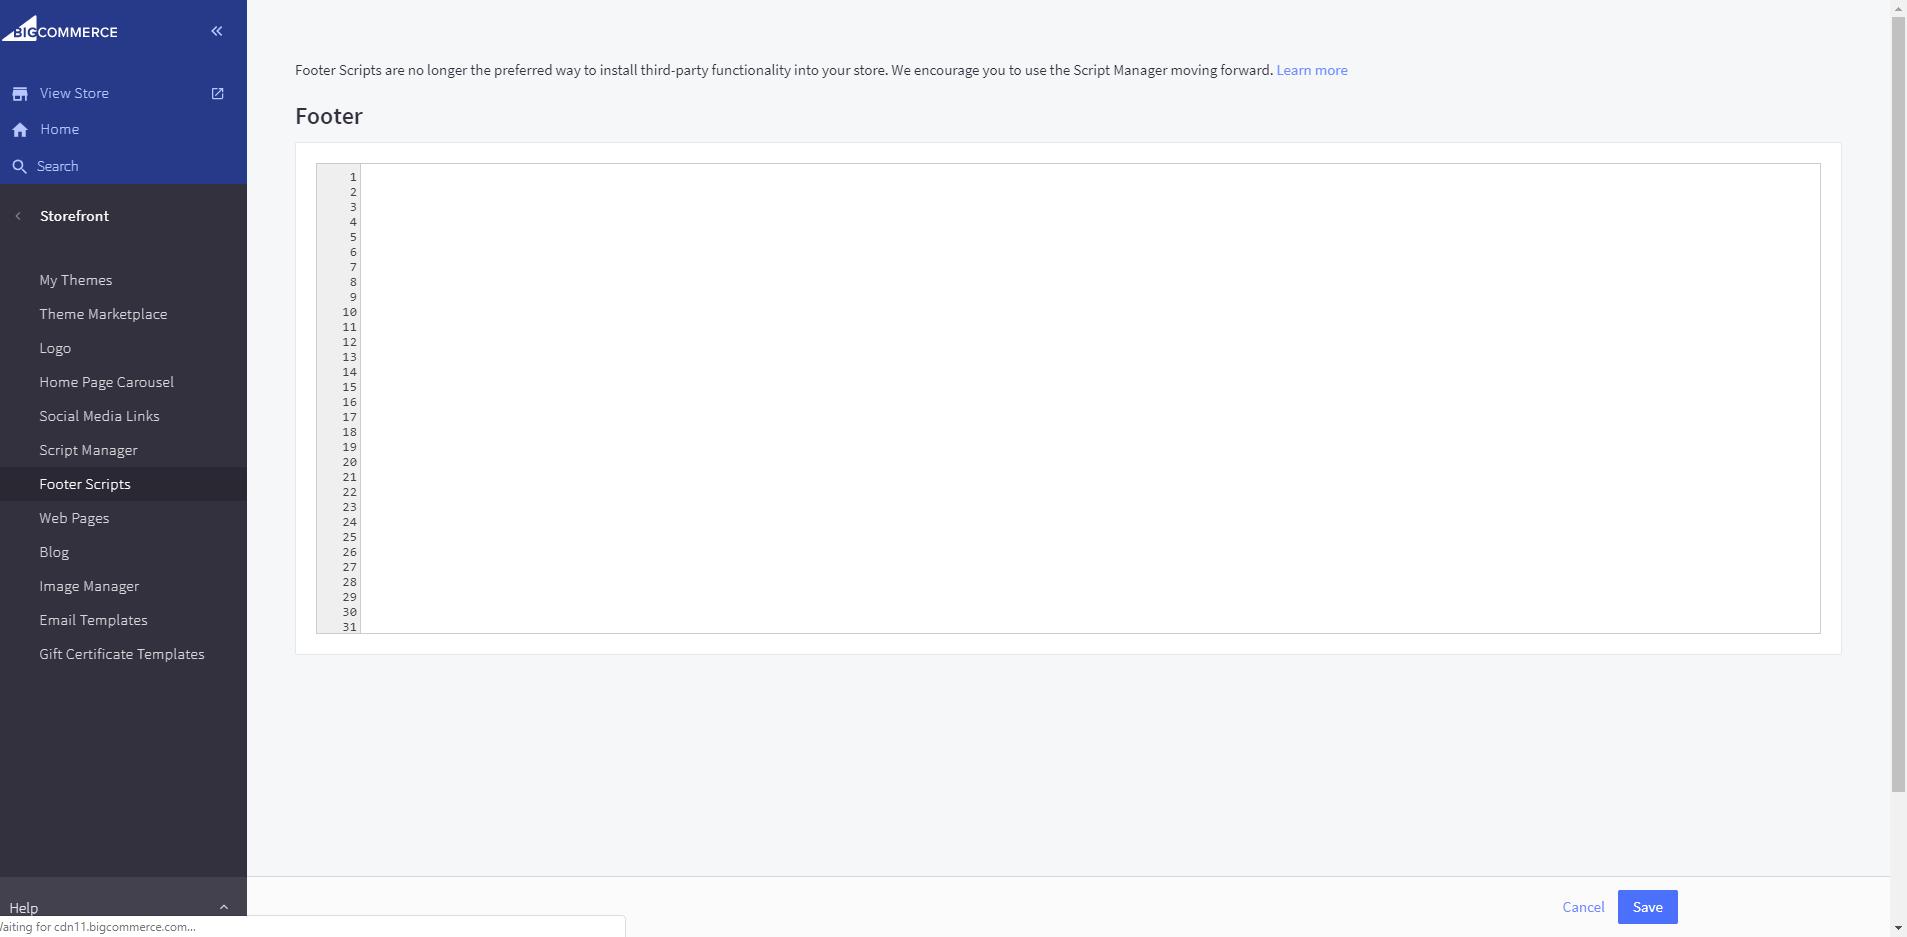 BIGCOMMERCE
View Store
Home
Search
Storefront
My Themes
Theme Marketplace
Logo
Home Page Carousel
Social Media Links
Script Manager
Footer Scripts
Web Pages
Blog
Image Manager
Email Templates
Gift Certificate Templates
Help
Footer Scripts are no longer the preferred way to install third-party functionality into your store. We encourage you to use the Script Manager moving forward. Learn more
Footer
1
2
3
4
5
6
7
8
9
10
11
12
13
14
15
16
17
18
19
20
21
22
23
24
25
26
27
28
29
30
31
Cancel
Save
aiting for cdn11.bigcommerce.com...